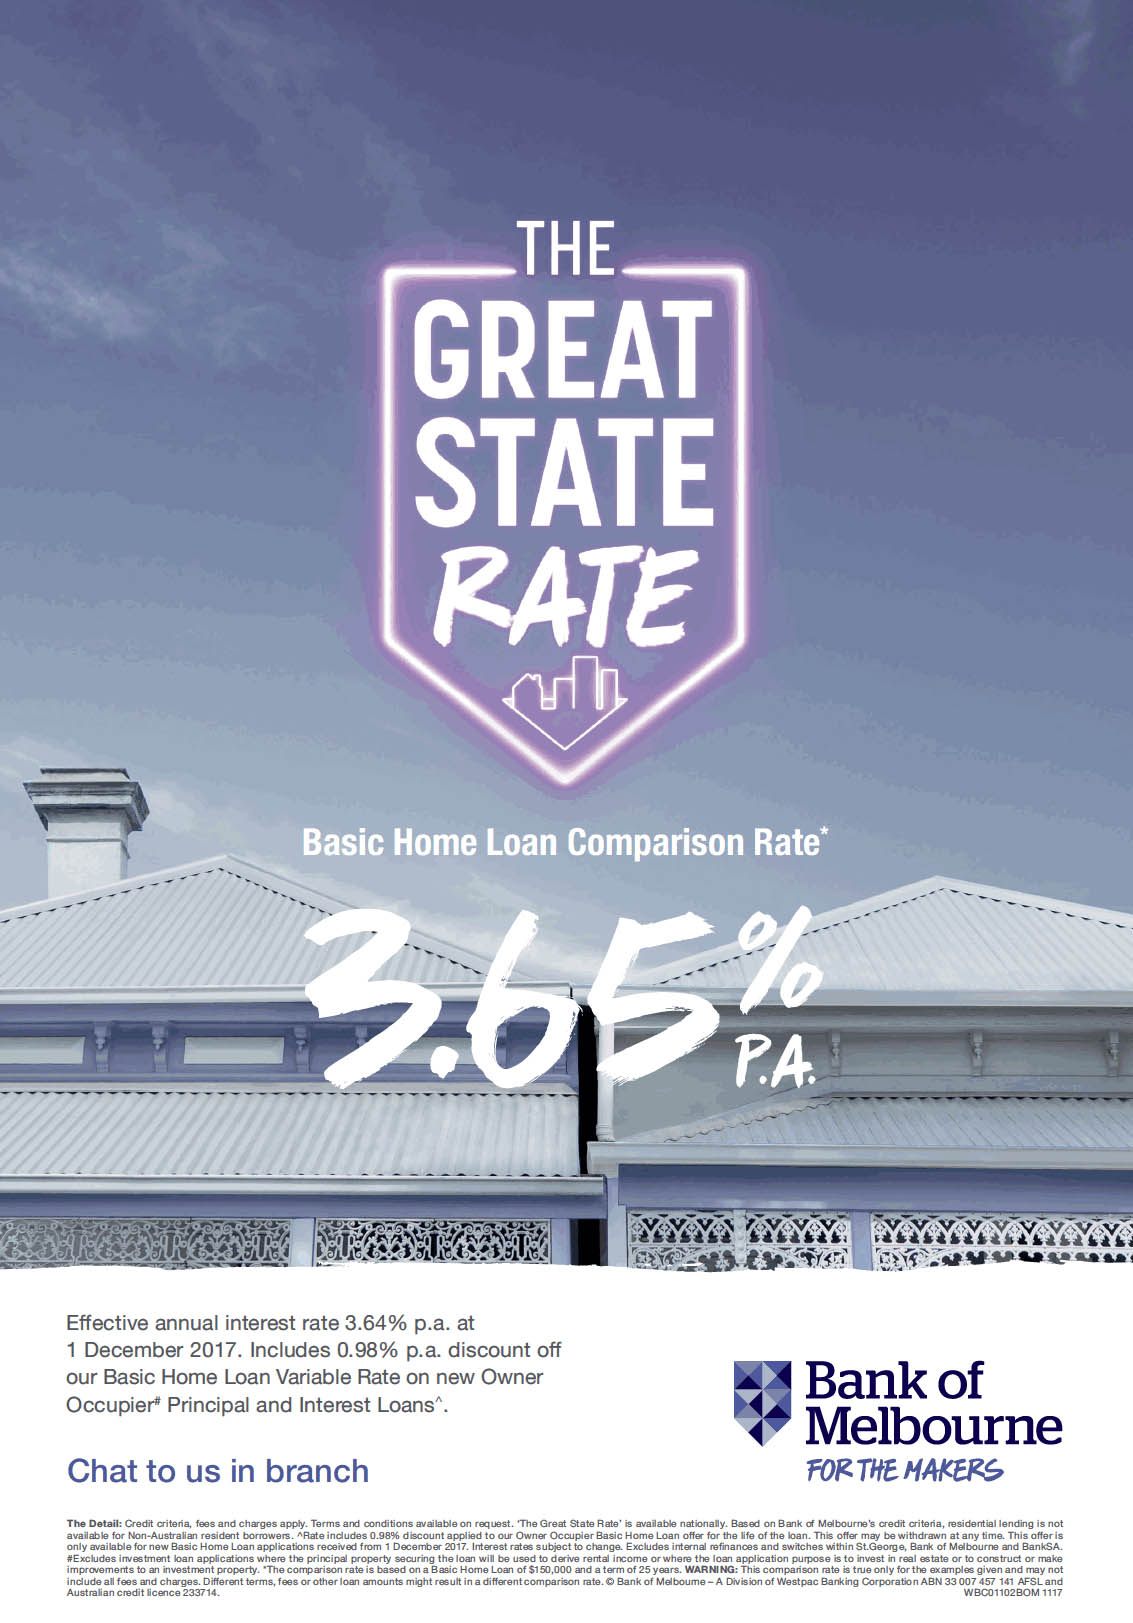 THE
GREAT
STATE
RATE
Basic Home Loan Comparison Rate*
3.65%
P.A.
Effective annual interest rate 3.64% p.a. at
1 December 2017. Includes 0.98% p.a. discount off
our Basic Home Loan Variable Rate on new Owner
Occupier# Principal and Interest Loans^.
Chat to us in branch
Bank of
Melbourne
FOR THE MAKERS
The Detail: Credit criteria, fees and charges apply. Terms and conditions available on request. ‘The Great State Rate’ is available nationally. Based on Bank of Melbourne’s credit criteria, residential lending is not
available for Non-Australian resident borrowers. ^Rate includes 0.98% discount applied to our Owner Occupier Basic Home Loan offer for the life of the loan. This offer may be withdrawn at any time. This offer is
only available for new Basic Home Loan applications received from 1 December 2017. Interest rates subject to change. Excludes internal refinances and switches within St.George, Bank of Melbourne and BankSA.
#Excludes investment loan applications where the principal property securing the loan will be used to derive rental income or where the loan application purpose is to invest in real estate or to construct or make
improvements to an investment property. *The comparison rate is based on a Basic Home Loan of $150,000 and a term of 25 years. WARNING: This comparison rate is true only for the examples given and may not
include all fees and charges. Different terms, fees or other loan amounts might result in a different comparison rate. © Bank of Melbourne – A Division of Westpac Banking Corporation ABN 33 007 457 141 AFSL and
Australian credit licence 233714. WBC01102BOM 1117